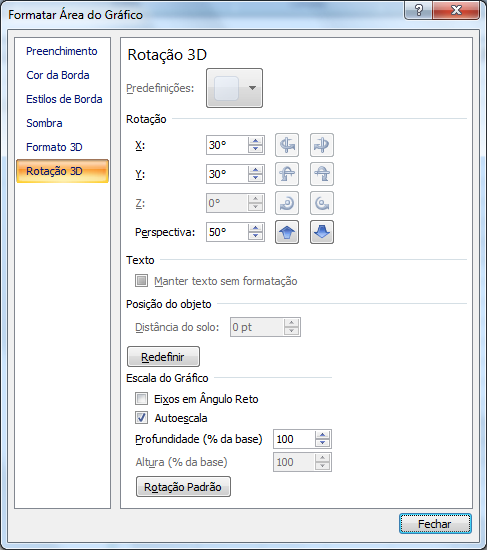 Formatar Área do Gráfico
Preenchimento
Cor da Borda
Estilos de Borda
Sombra
Formato 3D
Rotação 3D
Rotação 3D
Predefinições:
Rotação
X: 30°
Y: 30°
Z: 0°
Perspectiva: 50°
Texto
Manter texto sem formatação
Posição do objeto
Distância do solo: 0 pt
Redefinir
Escala do Gráfico
Eixos em Ângulo Reto
Autoescala
Profundidade (% da base) 100
Altura (% da base) 100
Rotação Padrão
Fechar